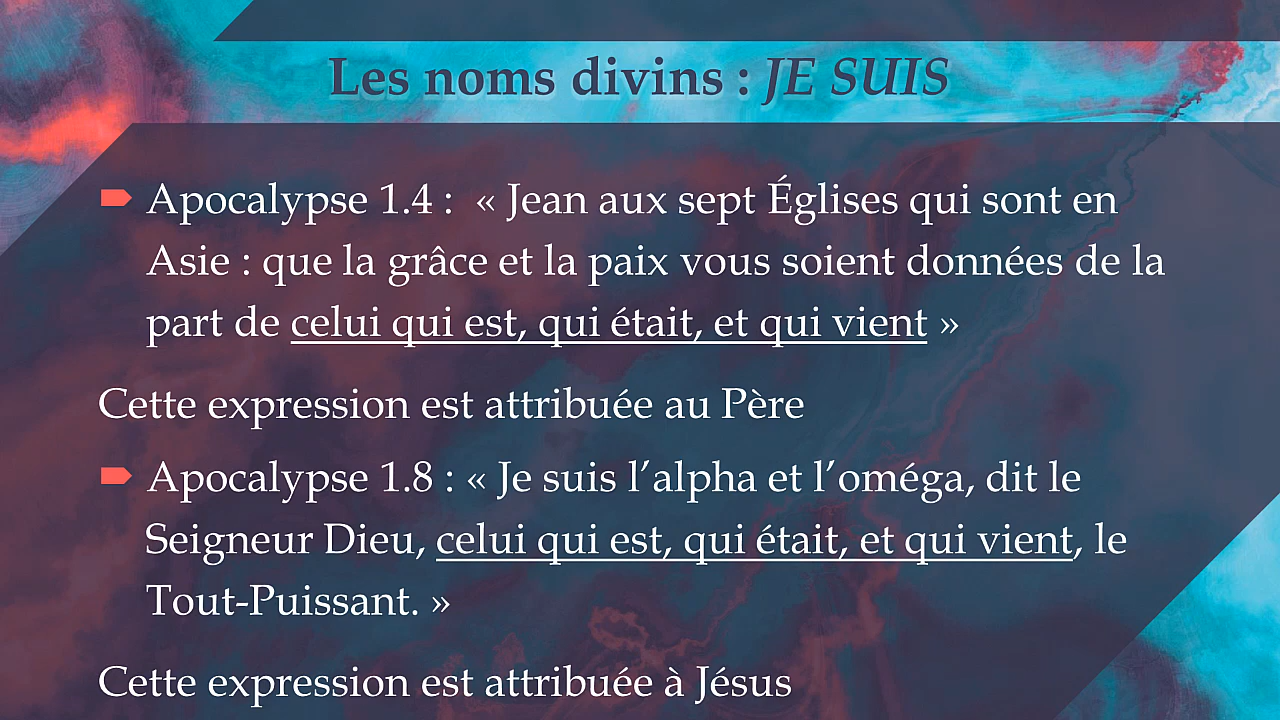 Les noms divins : JE SUIS
Apocalypse 1.4 :  « Jean aux sept Églises qui sont en
Asie : que la grâce et la paix vous soient données de la
part de celui qui est, qui était, et qui vient »
Cette expression est attribuée au Père
Apocalypse 1.8 : « Je suis l’alpha et l’oméga, dit le
Seigneur Dieu, celui qui est, qui était, et qui vient, le
Tout-Puissant. »
Cette expression est attribuée à Jésus